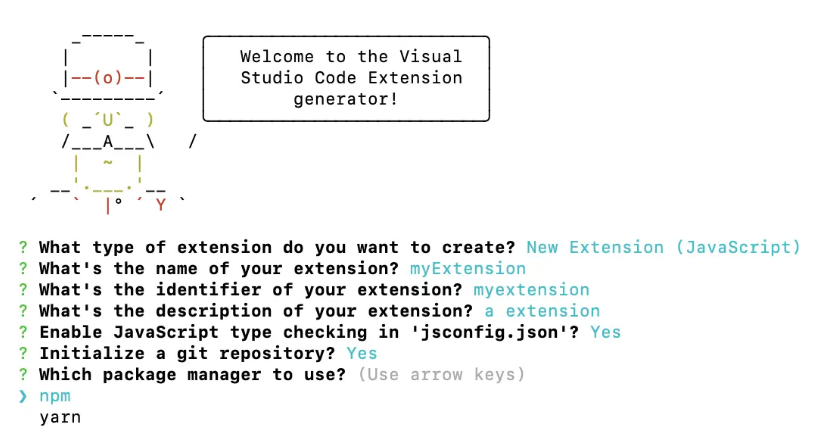 Welcome to the Visual
Studio Code Extension
generator!
? What type of extension do you want to create? New Extension (JavaScript)
? What's the name of your extension? myExtension
? What's the identifier of your extension? myextension
? What's the description of your extension? a extension
? Enable JavaScript type checking in 'jsconfig.json'? Yes
? Initialize a git repository? Yes
? Which package manager to use? (Use arrow keys)
❯ npm
yarn